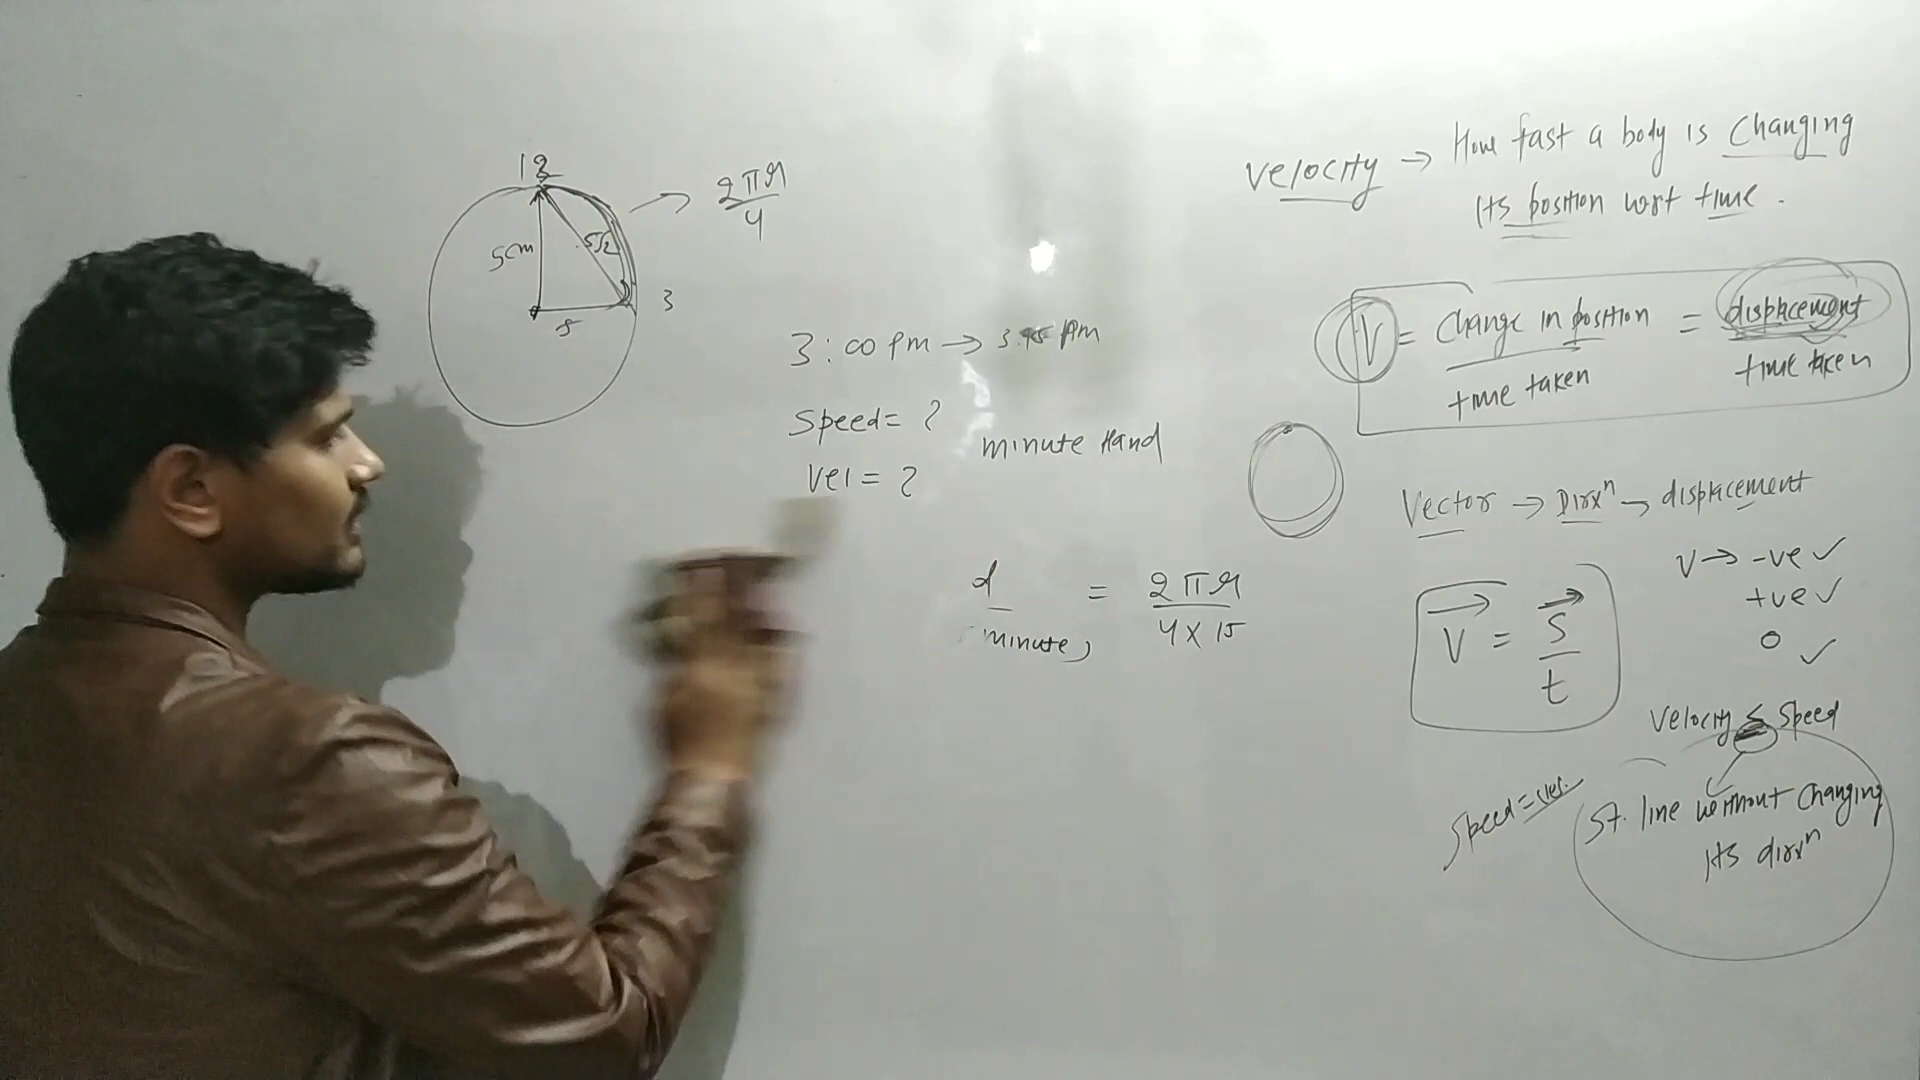 12
5cm
5√2
5
3
2πr
4
3:00 pm → 3.15 pm
Speed = ?
Vel = ?
minute Hand
d = 2πr
minute, 4 x 15
Velocity → How fast a body is changing
its position wrt time.
V = Change in position = displacement
time taken time taken
Vector → Dirxⁿ → displacement
V → -ve ✓
+ve ✓
0 ✓
V = S
t
Velocity ≤ Speed
Speed = vel.
St. line without changing
its dirxⁿ